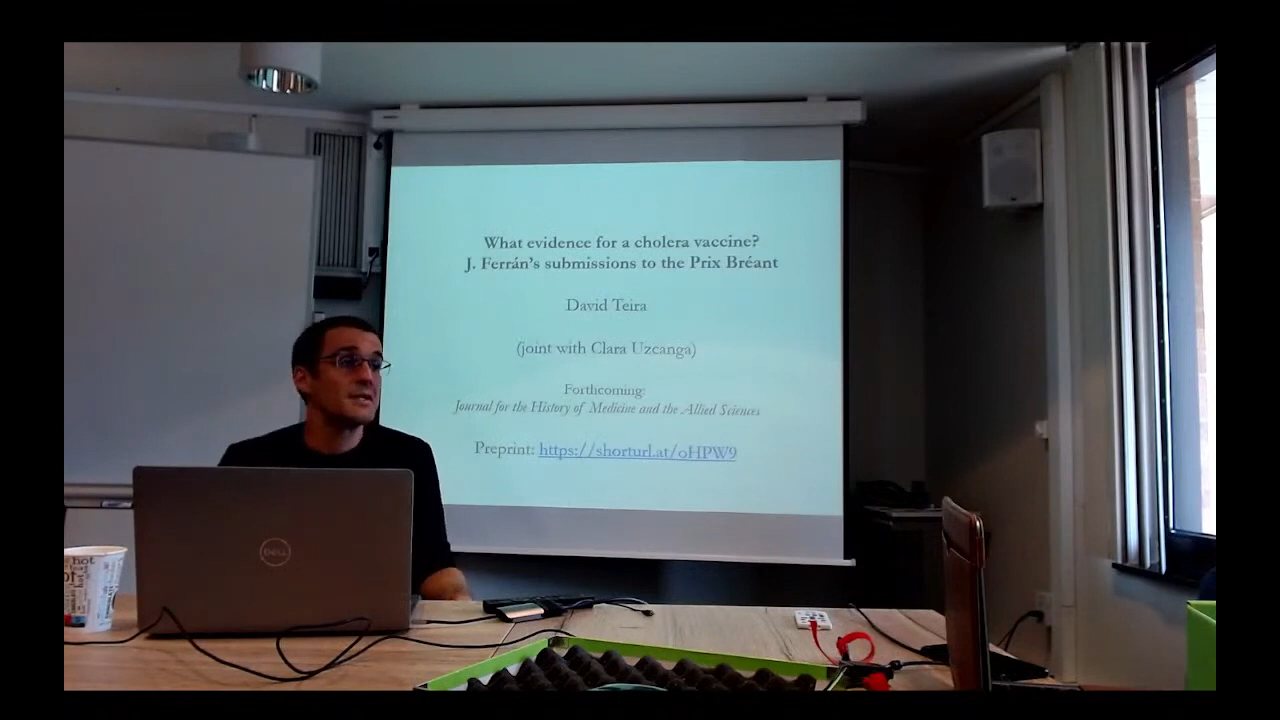 What evidence for a cholera vaccine?
J. Ferrán's submissions to the Prix Bréant
David Teira
(joint with Clara Uzcanga)
Forthcoming:
Journal for the History of Medicine and the Allied Sciences
Preprint: https://shorturl.at/oHPW9
DELL
hot